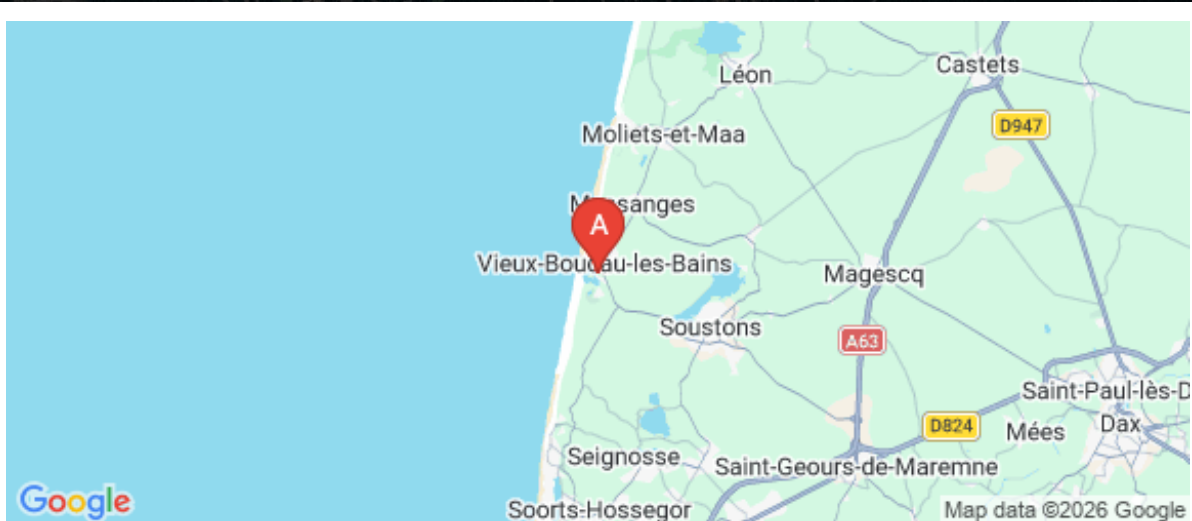 Léon
Castets
D947
Moliets-et-Maa
Messanges
A
Vieux-Boucau-les-Bains
Magescq
Soustons
A63
Saint-Paul-lès-D
D824
Mées
Dax
Seignosse
Saint-Geours-de-Maremne
Soorts-Hossegor
Google
Map data ©2026 Google